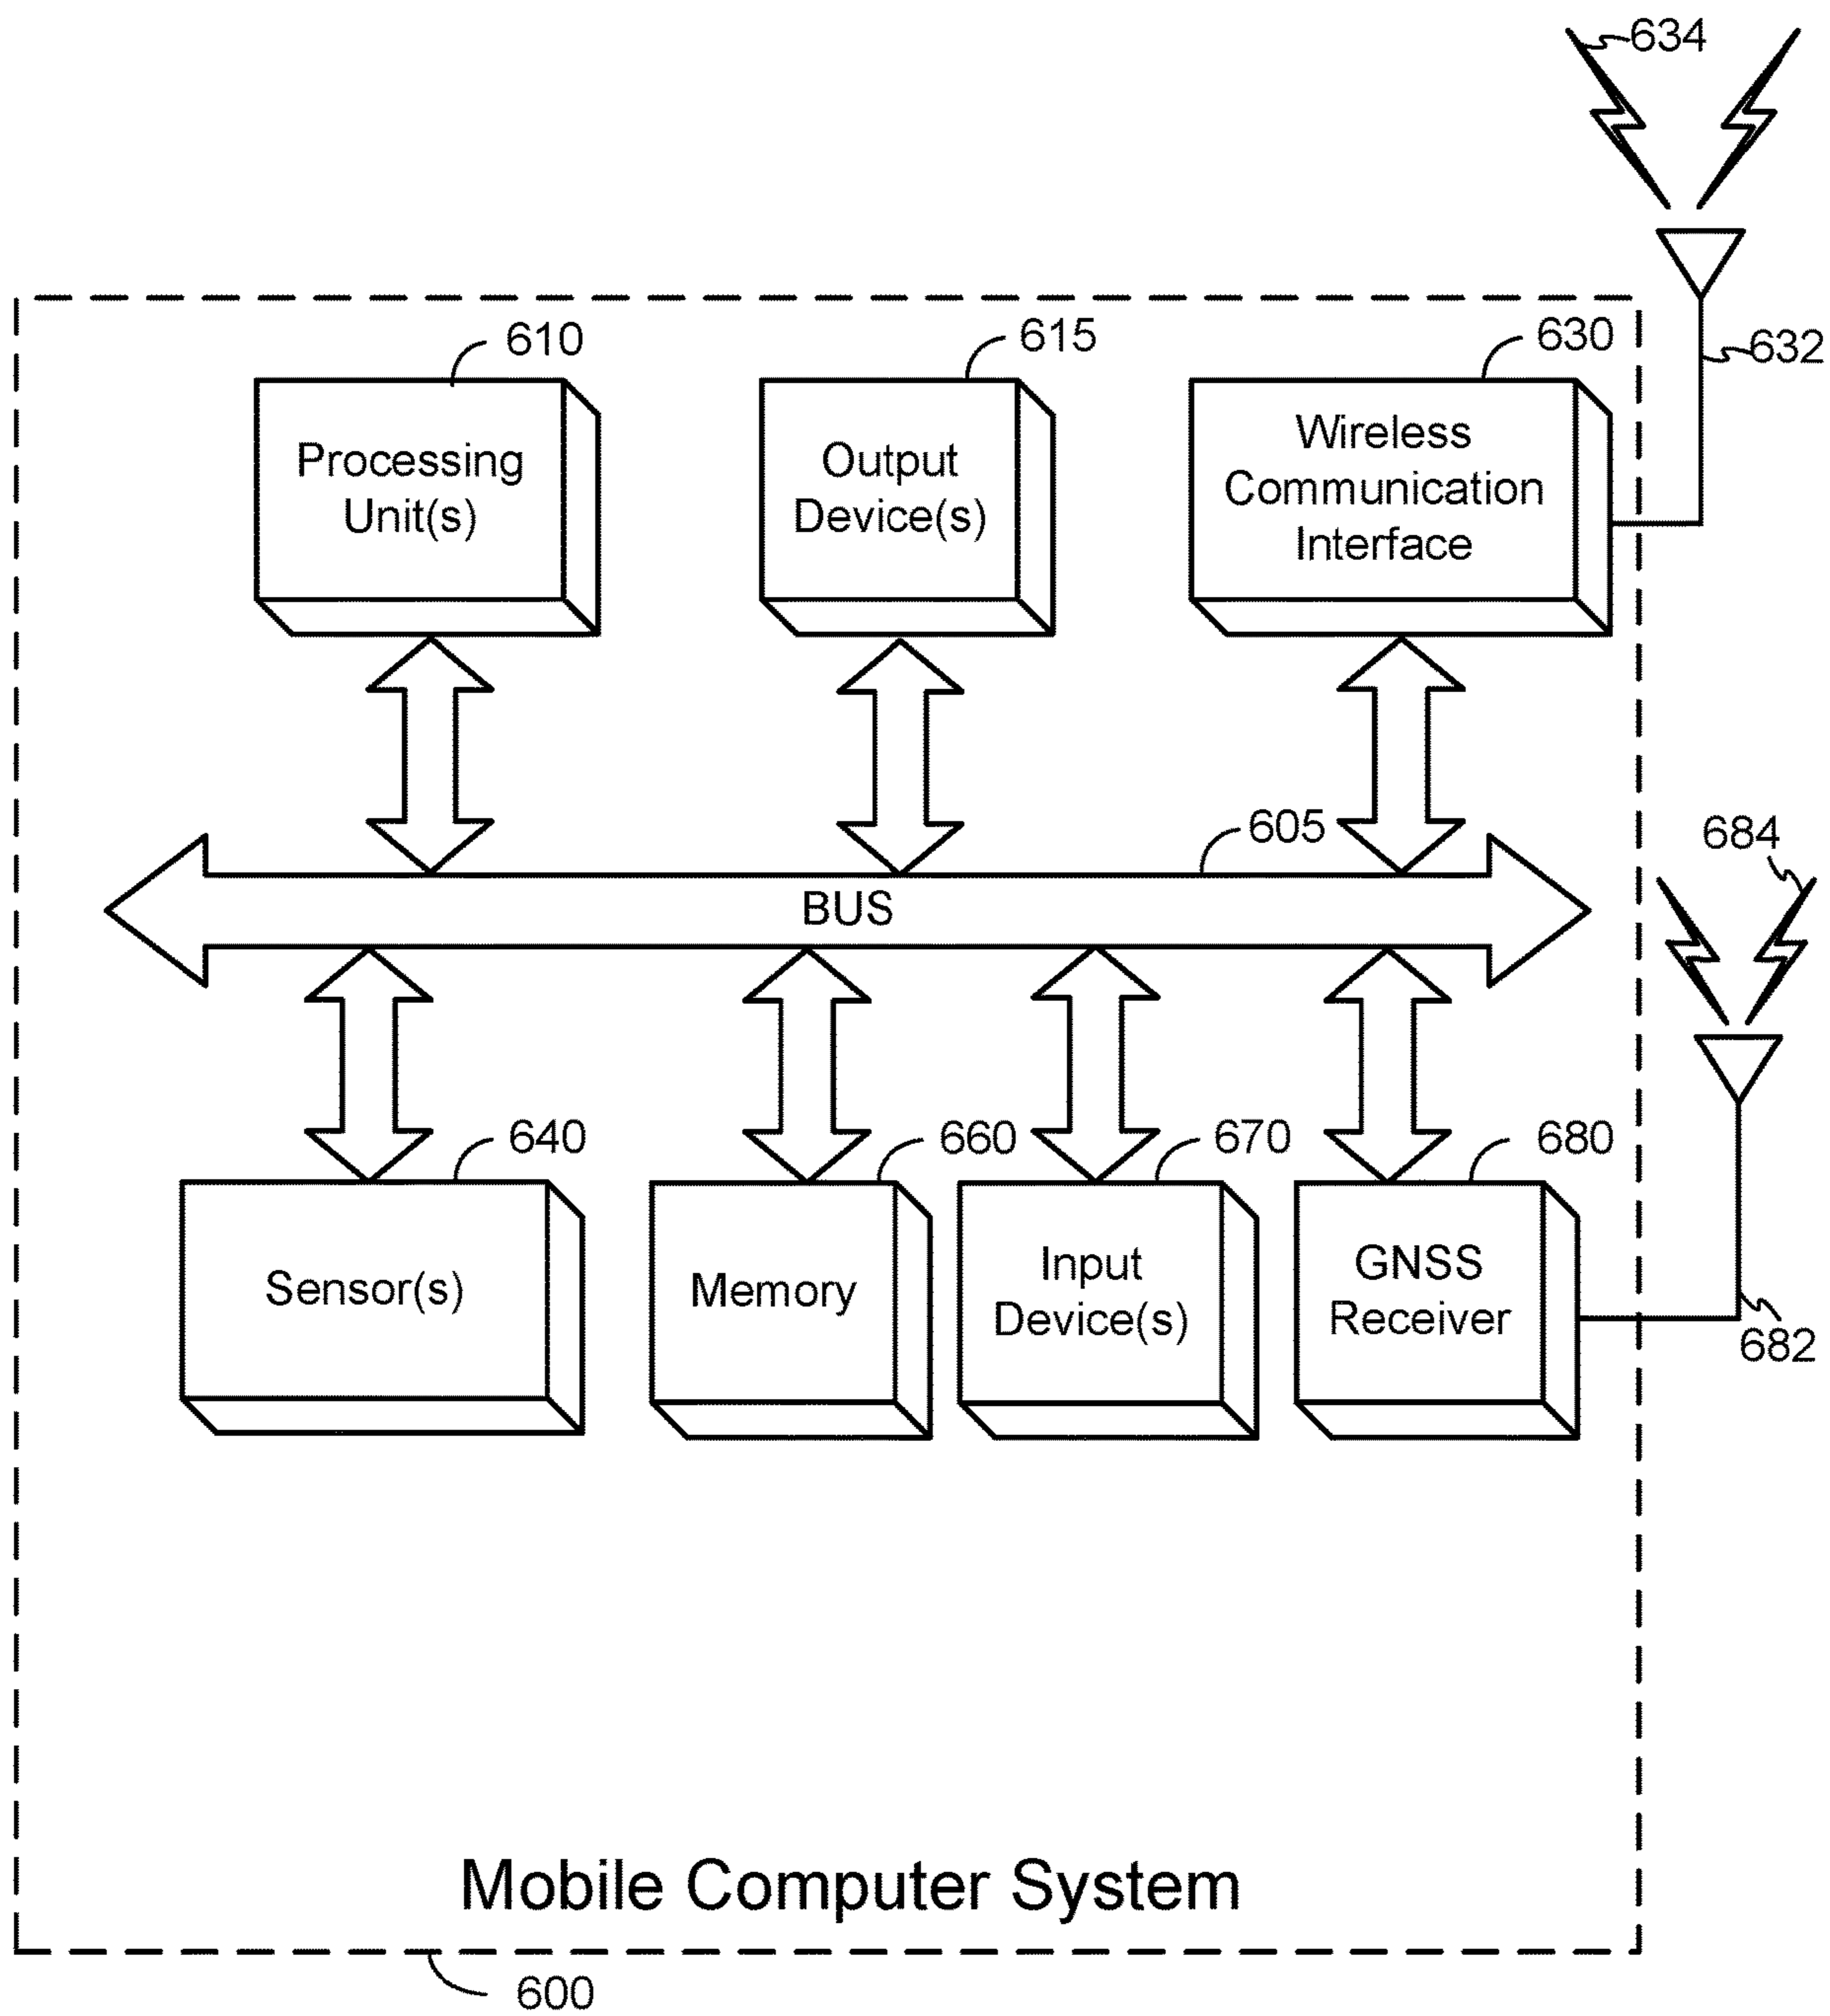 634
632
610
615
630
Processing
Unit(s)
Output
Device(s)
Wireless
Communication
Interface
605
BUS
684
640
660
670
680
Sensor(s)
Memory
Input
Device(s)
GNSS
Receiver
682
Mobile Computer System
600